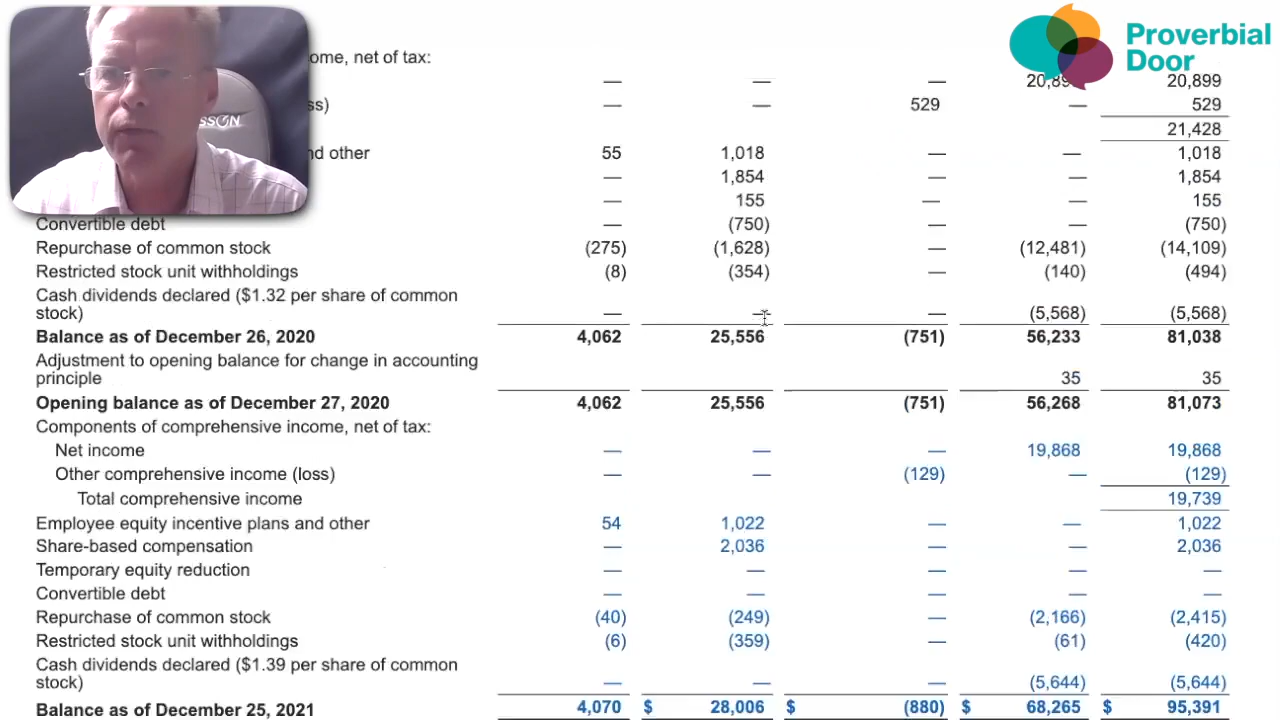 Proverbial
Door
ome, net of tax:
— — — — 20,899
ss) — — 529 — 529
21,428
nd other 55 1,018 — — 1,018
— 1,854 — — 1,854
— 155 — — 155
Convertible debt — (750) — — (750)
Repurchase of common stock (275) (1,628) — (12,481) (14,109)
Restricted stock unit withholdings (8) (354) — (140) (494)
Cash dividends declared ($1.32 per share of common
stock) — — — (5,568) (5,568)
Balance as of December 26, 2020 4,062 25,556 (751) 56,233 81,038
Adjustment to opening balance for change in accounting
principle 35 35
Opening balance as of December 27, 2020 4,062 25,556 (751) 56,268 81,073
Components of comprehensive income, net of tax:
Net income — — — 19,868 19,868
Other comprehensive income (loss) — — (129) — (129)
Total comprehensive income 19,739
Employee equity incentive plans and other 54 1,022 — — 1,022
Share-based compensation — 2,036 — — 2,036
Temporary equity reduction — — — — —
Convertible debt — — — — —
Repurchase of common stock (40) (249) — (2,166) (2,415)
Restricted stock unit withholdings (6) (359) — (61) (420)
Cash dividends declared ($1.39 per share of common
stock) — — — (5,644) (5,644)
Balance as of December 25, 2021 4,070 $ 28,006 $ (880) $ 68,265 $ 95,391